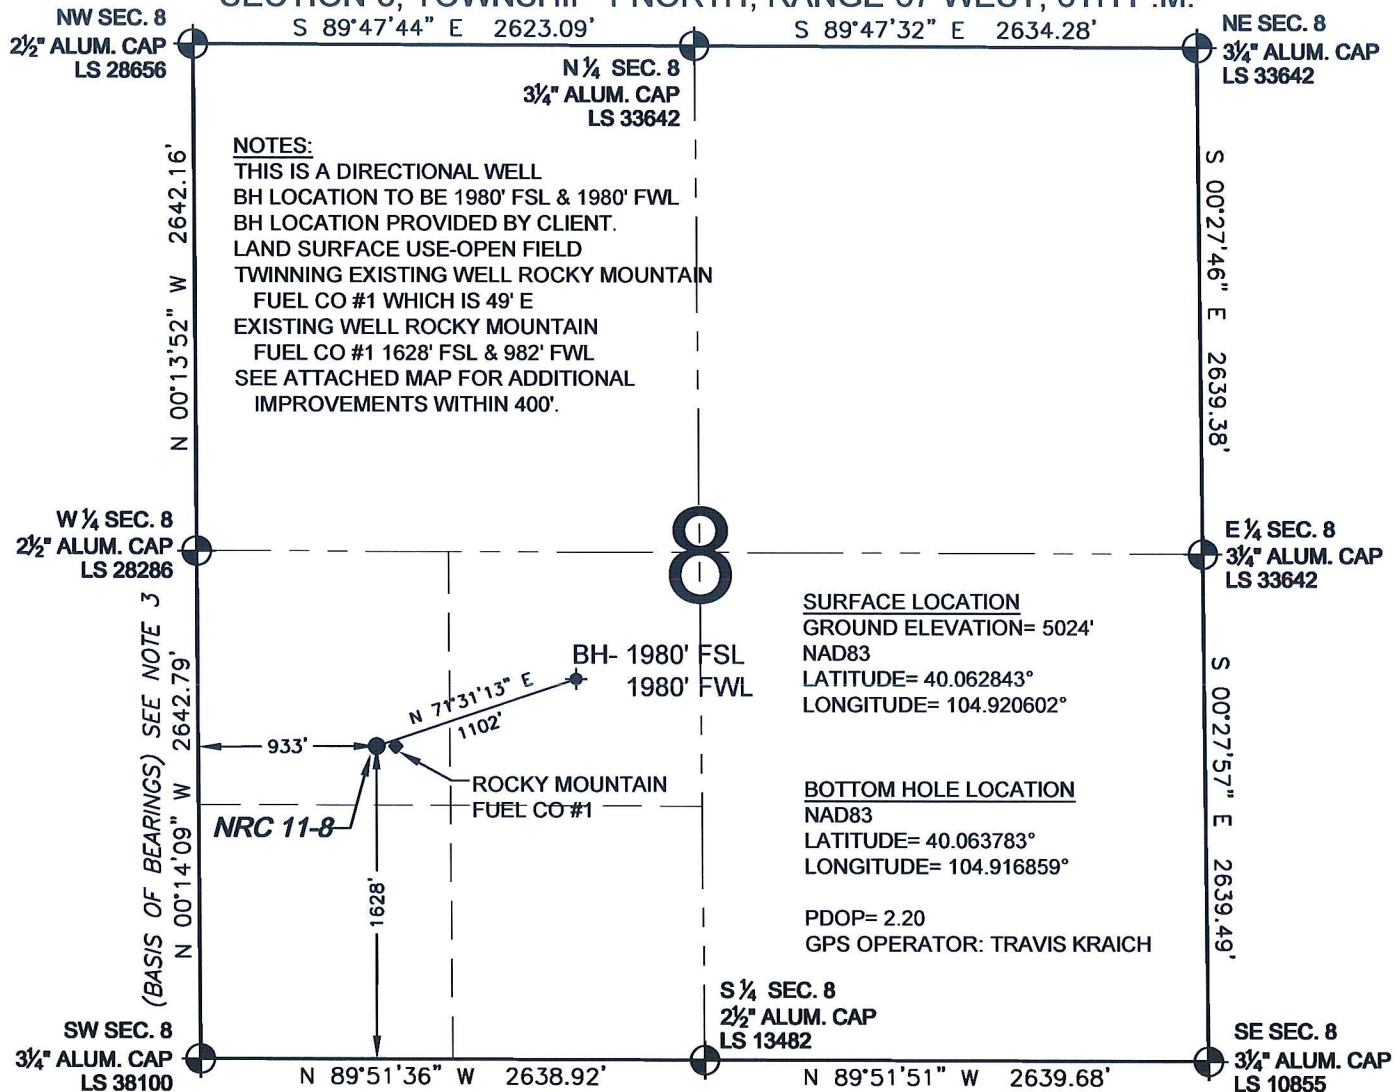 NW SEC. 8
2½" ALUM. CAP
LS 28656
S 89°47'44" E 2623.09'
S 89°47'32" E 2634.28'
NE SEC. 8
3¼" ALUM. CAP
LS 33642
N ¼ SEC. 8
3¼" ALUM. CAP
LS 33642
NOTES:
THIS IS A DIRECTIONAL WELL
BH LOCATION TO BE 1980' FSL & 1980' FWL
BH LOCATION PROVIDED BY CLIENT.
LAND SURFACE USE-OPEN FIELD
TWINNING EXISTING WELL ROCKY MOUNTAIN
FUEL CO #1 WHICH IS 49' E
EXISTING WELL ROCKY MOUNTAIN
FUEL CO #1 1628' FSL & 982' FWL
SEE ATTACHED MAP FOR ADDITIONAL
IMPROVEMENTS WITHIN 400'.
N 00°13'52" W 2642.16'
S 00°27'46" E 2639.38'
W ¼ SEC. 8
2½" ALUM. CAP
LS 28286
8
E ¼ SEC. 8
3¼" ALUM. CAP
LS 33642
(BASIS OF BEARINGS) SEE NOTE 3
N 00°14'09" W 2642.79'
BH- 1980' FSL
1980' FWL
N 71°31'13" E
1102'
933'
ROCKY MOUNTAIN
FUEL CO #1
NRC 11-8
1628'
SURFACE LOCATION
GROUND ELEVATION= 5024'
NAD83
LATITUDE= 40.062843°
LONGITUDE= 104.920602°
BOTTOM HOLE LOCATION
NAD83
LATITUDE= 40.063783°
LONGITUDE= 104.916859°
PDOP= 2.20
GPS OPERATOR: TRAVIS KRAICH
S 00°27'57" E 2639.49'
SW SEC. 8
3¼" ALUM. CAP
LS 38100
N 89°51'36" W 2638.92'
S ¼ SEC. 8
2½" ALUM. CAP
LS 13482
N 89°51'51" W 2639.68'
SE SEC. 8
3¼" ALUM. CAP
LS 10855